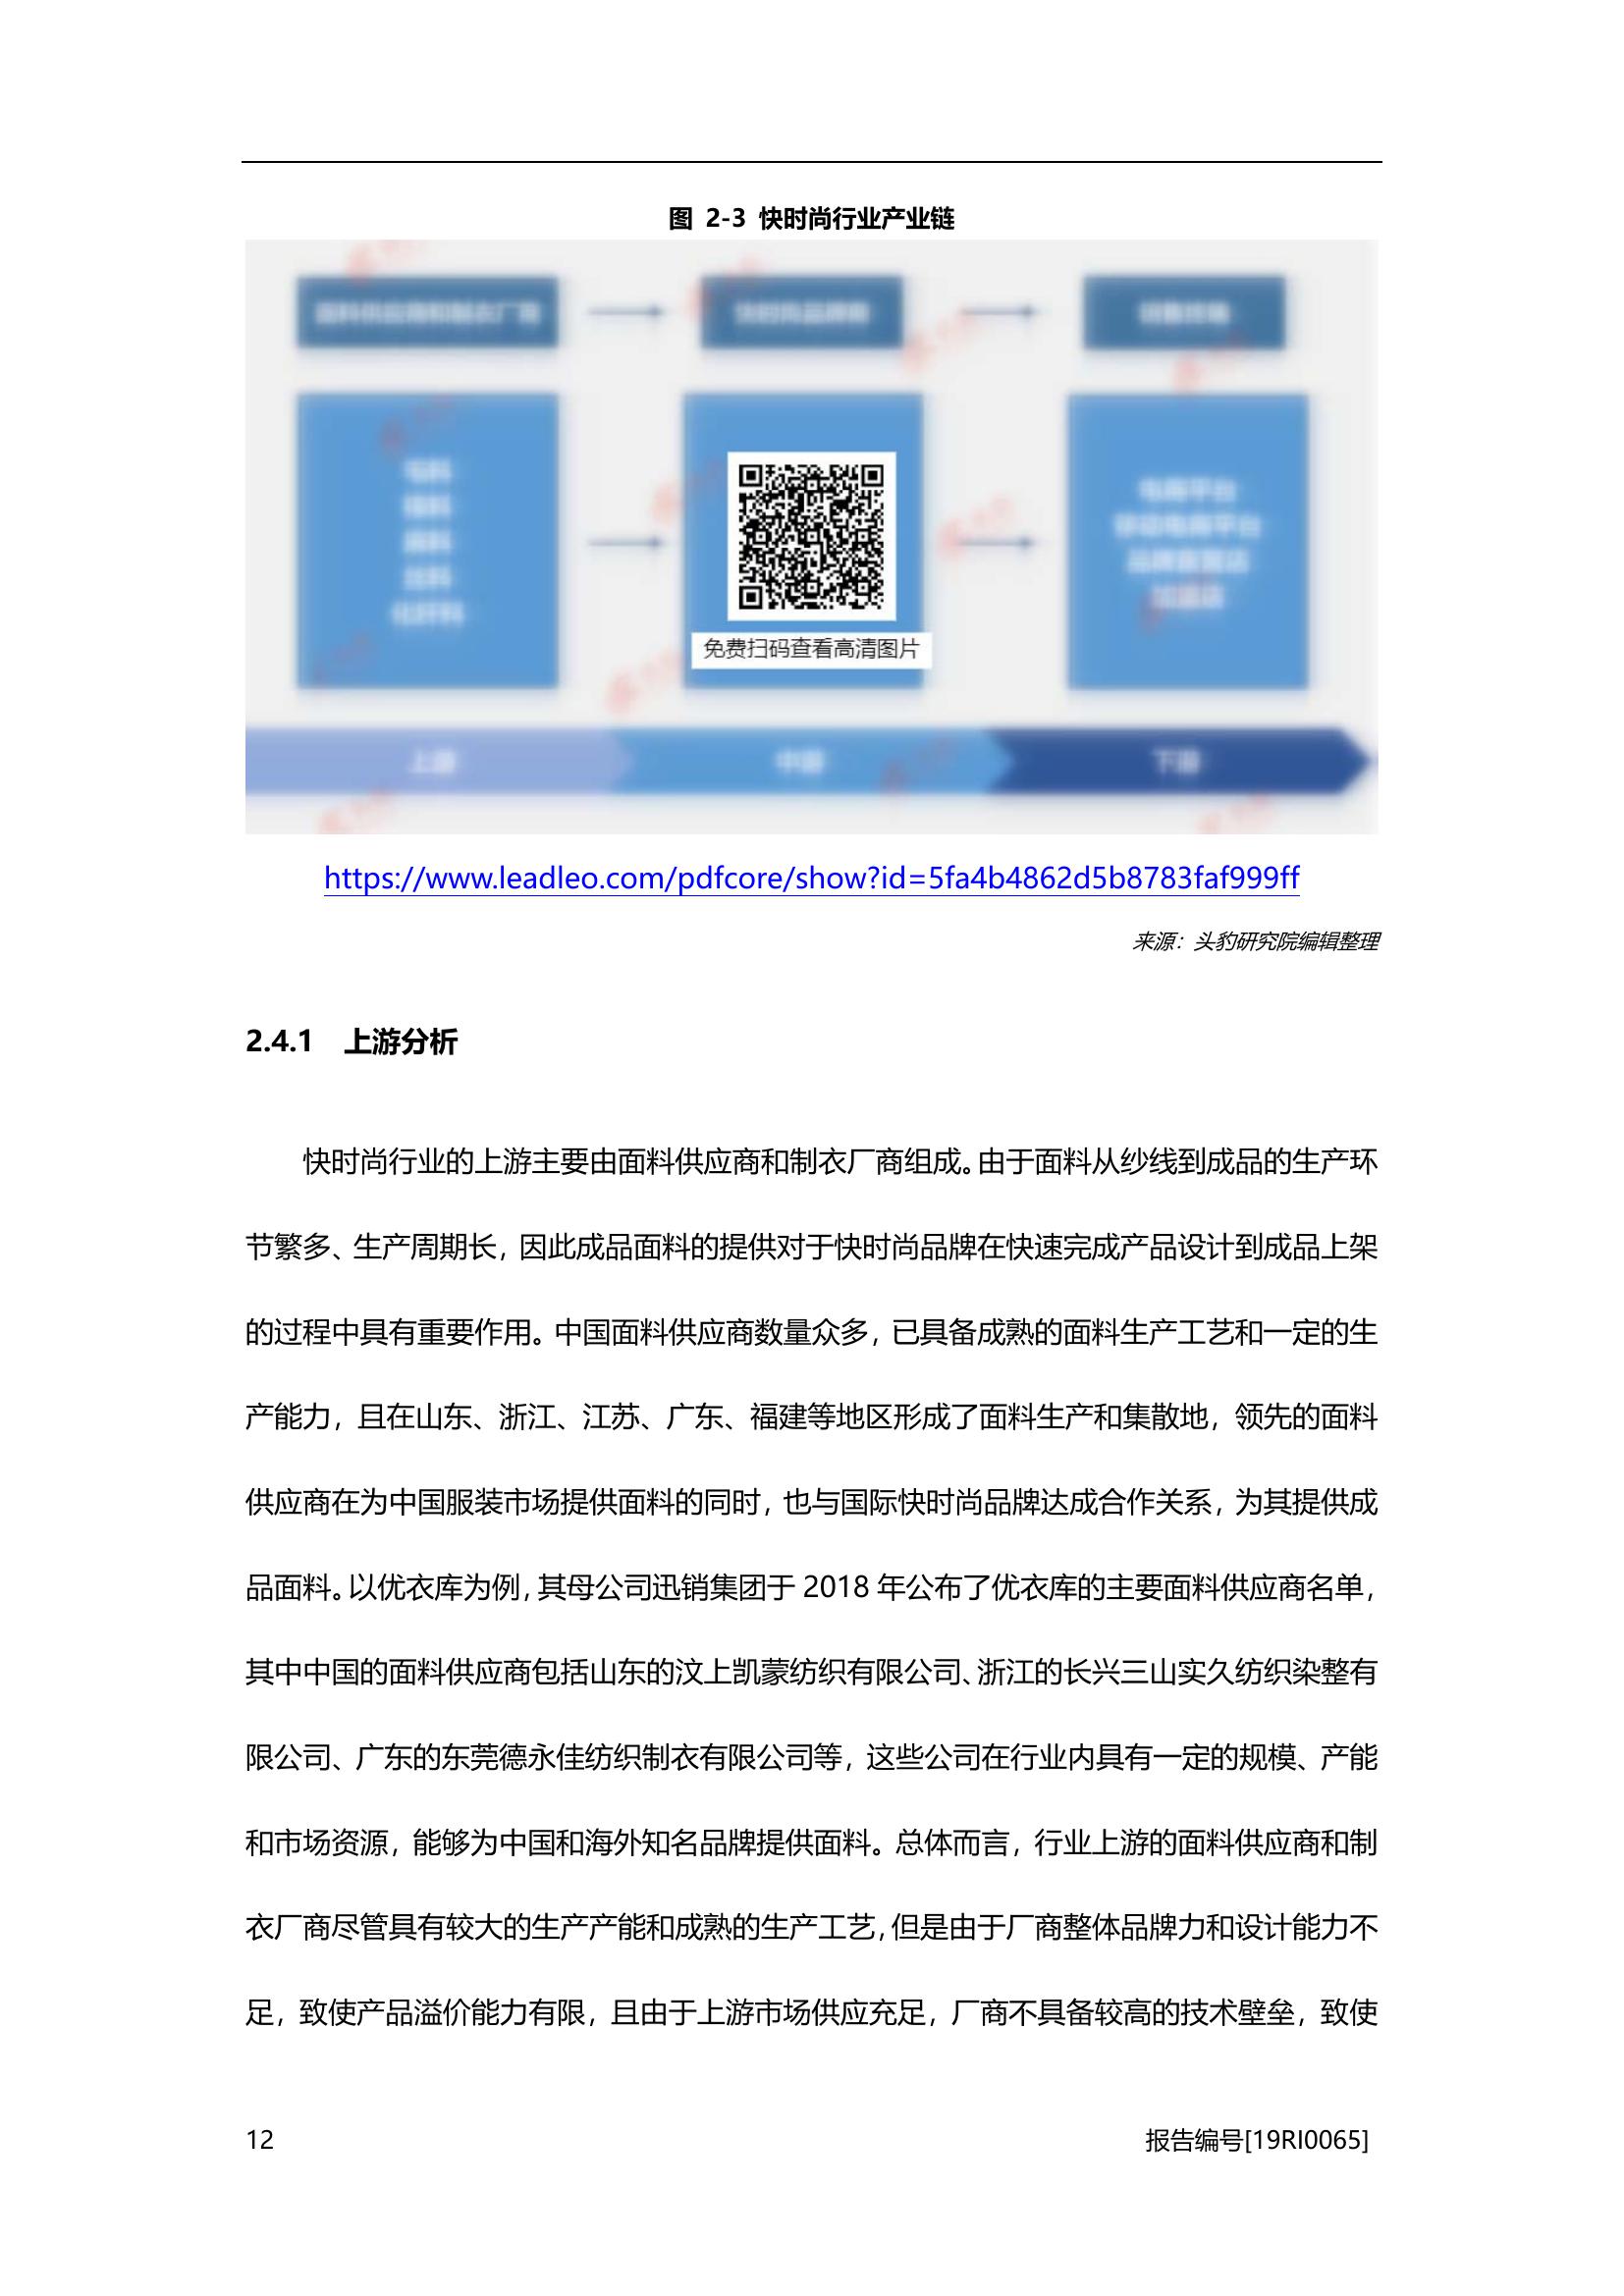 图 2-3 快时尚行业产业链
上游
中游
下游
免费扫码查看高清图片
https://www.leadleo.com/pdfcore/show?id=5fa4b4862d5b8783faf999ff
来源：头豹研究院编辑整理
2.4.1 上游分析
快时尚行业的上游主要由面料供应商和制衣厂商组成。由于面料从纱线到成品的生产环
节繁多、生产周期长，因此成品面料的提供对于快时尚品牌在快速完成产品设计到成品上架
的过程中具有重要作用。中国面料供应商数量众多，已具备成熟的面料生产工艺和一定的生
产能力，且在山东、浙江、江苏、广东、福建等地区形成了面料生产和集散地，领先的面料
供应商在为中国服装市场提供面料的同时，也与国际快时尚品牌达成合作关系，为其提供成
品面料。以优衣库为例，其母公司迅销集团于 2018 年公布了优衣库的主要面料供应商名单，
其中中国的面料供应商包括山东的汶上凯蒙纺织有限公司、浙江的长兴三山实久纺织染整有
限公司、广东的东莞德永佳纺织制衣有限公司等，这些公司在行业内具有一定的规模、产能
和市场资源，能够为中国和海外知名品牌提供面料。总体而言，行业上游的面料供应商和制
衣厂商尽管具有较大的生产产能和成熟的生产工艺，但是由于厂商整体品牌力和设计能力不
足，致使产品溢价能力有限，且由于上游市场供应充足，厂商不具备较高的技术壁垒，致使
12
报告编号[19RI0065]